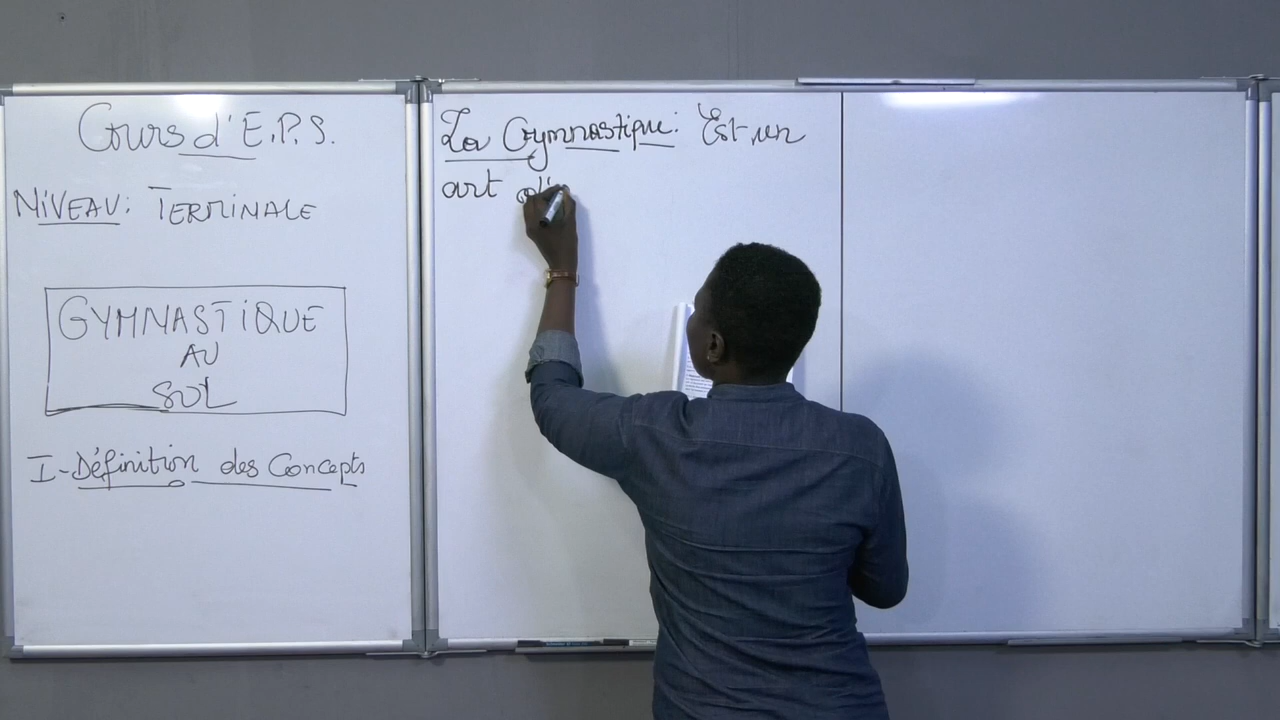 Cours d'E.P.S.
NIVEAU: TERMINALE
GYMNASTIQUE
AU
SOL
I-Définition des Concepts
La Gymnastique: Est un
art d'